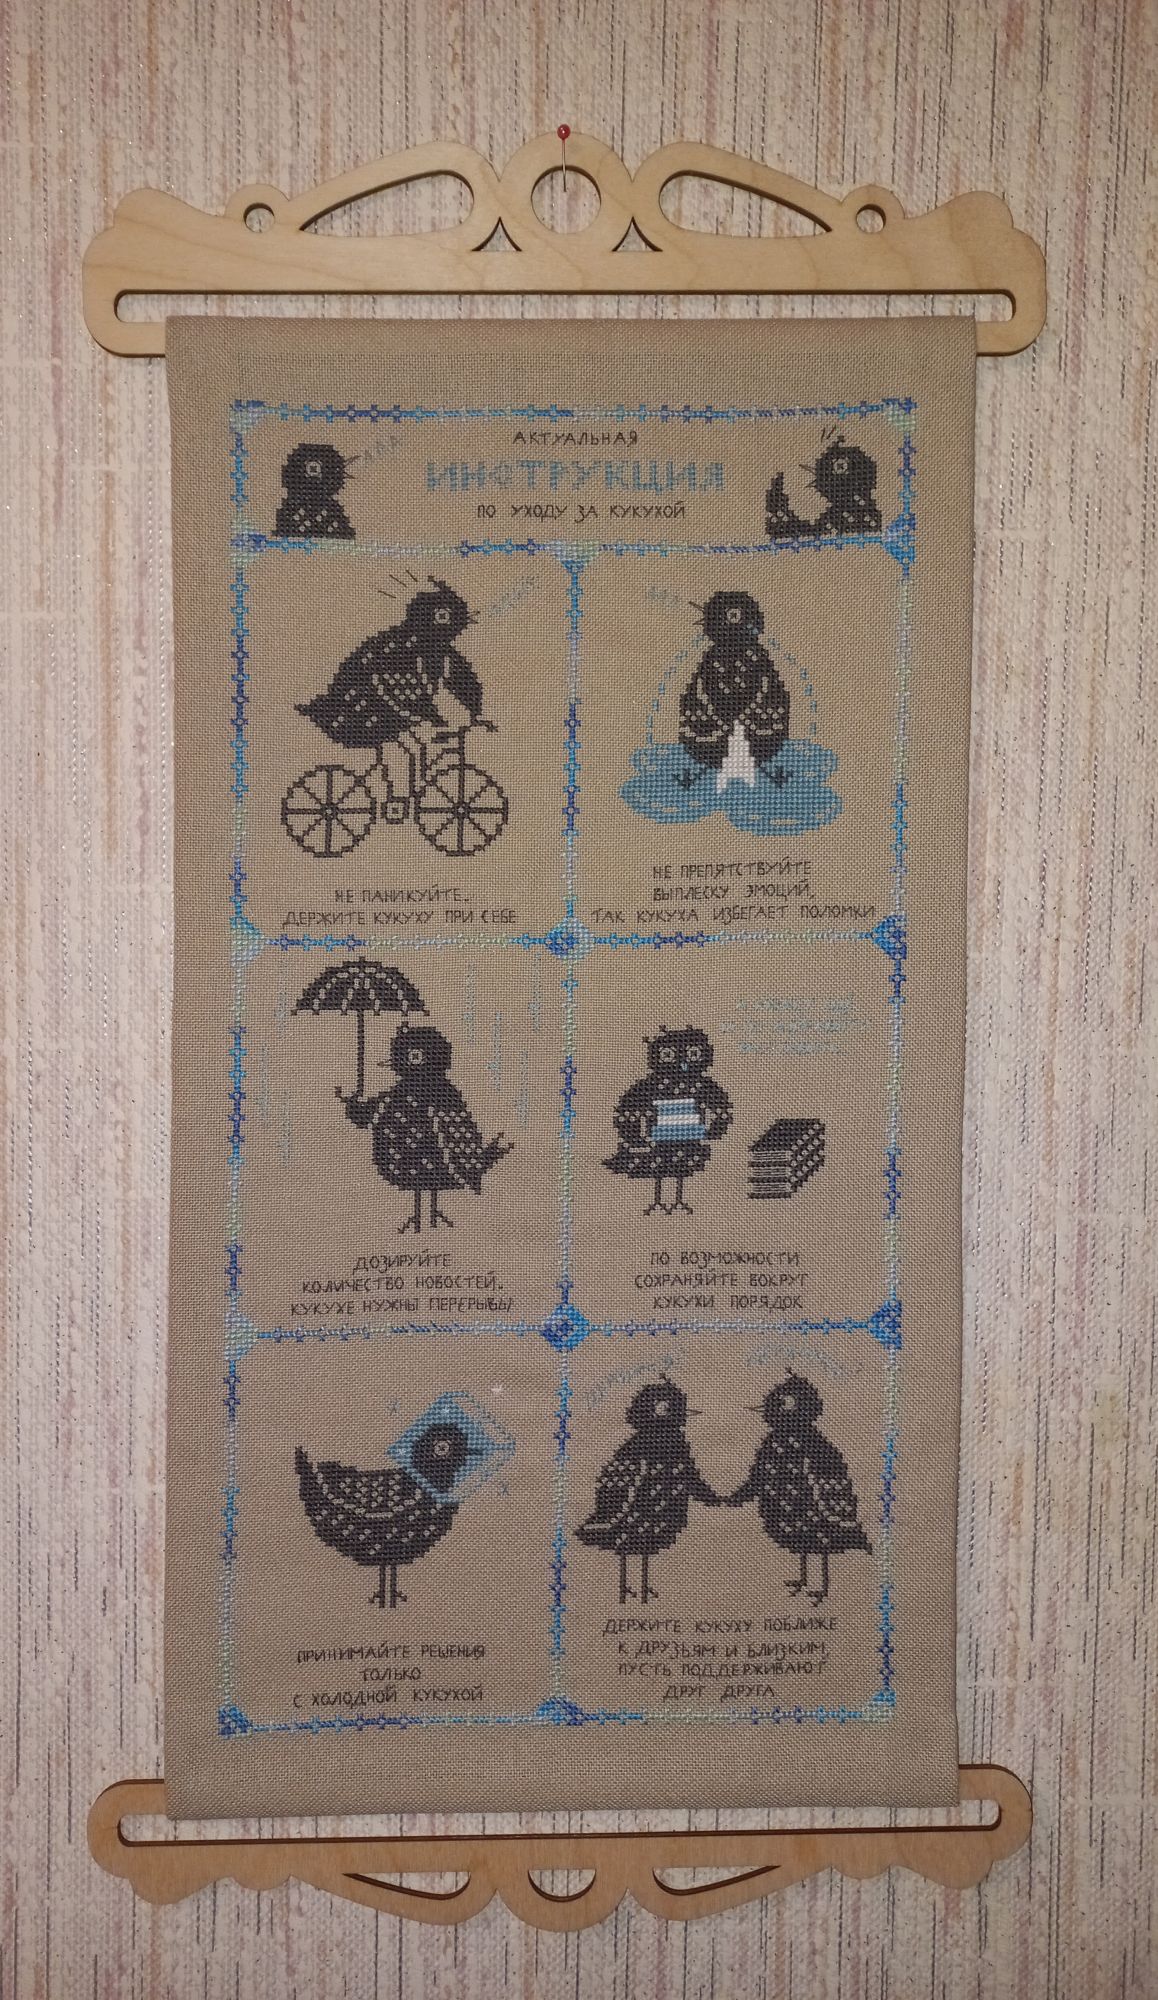 АКТУАЛЬНАЯ
ИНСТРУКЦИЯ
ПО УХОДУ ЗА КУКУХОЙ
НЕ ПАНИКУЙТЕ.
ДЕРЖИТЕ КУКУХУ ПРИ СЕБЕ
НЕ ПРЕПЯТСТВУЙТЕ
ВЫПЛЕСКУ ЭМОЦИЙ.
ТАК КУКУХА ИЗБЕГАЕТ ПОЛОМКИ
ДОЗИРУЙТЕ
КОЛИЧЕСТВО НОВОСТЕЙ.
КУКУХЕ НУЖНЫ ПЕРЕРЫВЫ
ПО ВОЗМОЖНОСТИ
СОХРАНЯЙТЕ ВОКРУГ
КУКУХИ ПОРЯДОК
ПРИНИМАЙТЕ РЕШЕНИЯ
ТОЛЬКО
С ХОЛОДНОЙ КУКУХОЙ
ДЕРЖИТЕ КУКУХУ ПОБЛИЖЕ
К ДРУЗЬЯМ И БЛИЗКИМ,
ПУСТЬ ПОДДЕРЖИВАЮТ
ДРУГ ДРУГА